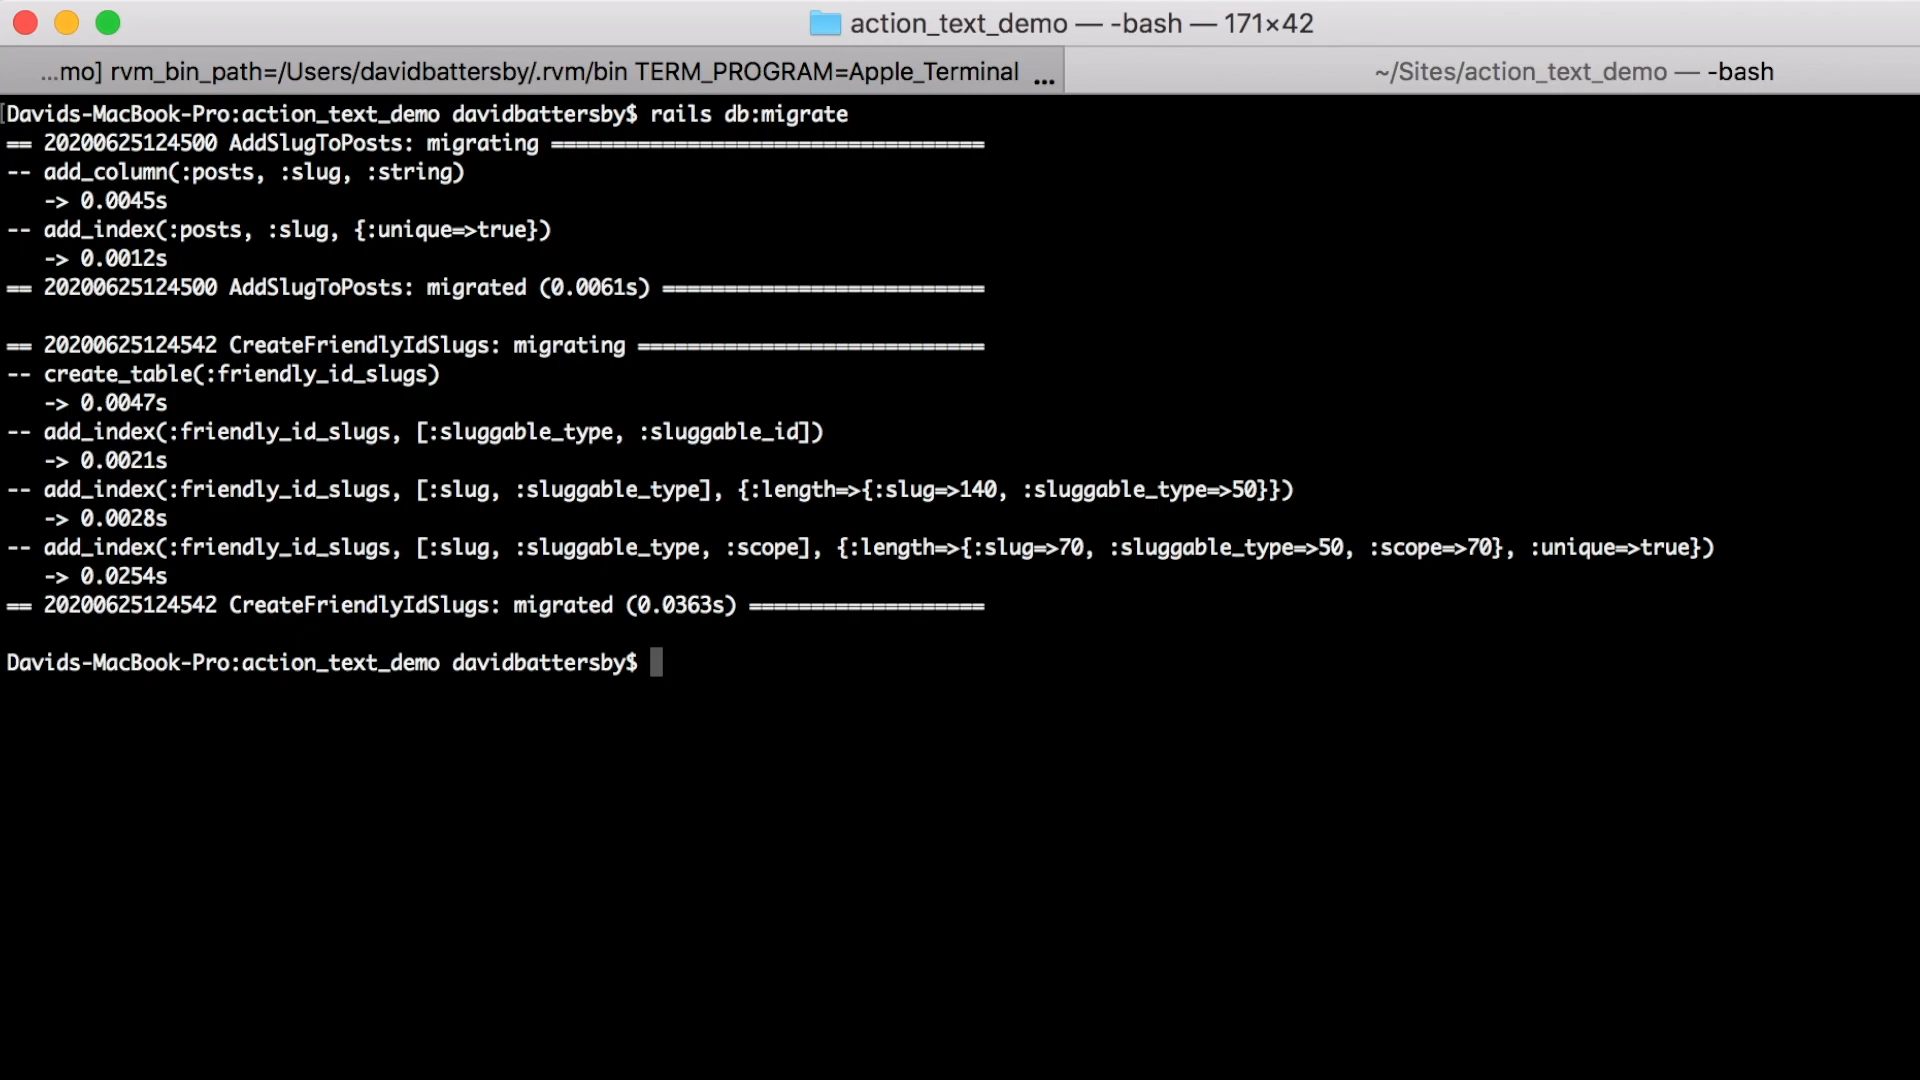 action_text_demo — -bash — 171×42
...mo] rvm_bin_path=/Users/davidbattersby/.rvm/bin TERM_PROGRAM=Apple_Terminal ...
~/Sites/action_text_demo — -bash
[Davids-MacBook-Pro:action_text_demo davidbattersby$ rails db:migrate
== 20200625124500 AddSlugToPosts: migrating ===================================
-- add_column(:posts, :slug, :string)
   -> 0.0045s
-- add_index(:posts, :slug, {:unique=>true})
   -> 0.0012s
== 20200625124500 AddSlugToPosts: migrated (0.0061s) ==========================

== 20200625124542 CreateFriendlyIdSlugs: migrating ============================
-- create_table(:friendly_id_slugs)
   -> 0.0047s
-- add_index(:friendly_id_slugs, [:sluggable_type, :sluggable_id])
   -> 0.0021s
-- add_index(:friendly_id_slugs, [:slug, :sluggable_type], {:length=>{:slug=>140, :sluggable_type=>50}})
   -> 0.0028s
-- add_index(:friendly_id_slugs, [:slug, :sluggable_type, :scope], {:length=>{:slug=>70, :sluggable_type=>50, :scope=>70}, :unique=>true})
   -> 0.0254s
== 20200625124542 CreateFriendlyIdSlugs: migrated (0.0363s) ===================

Davids-MacBook-Pro:action_text_demo davidbattersby$